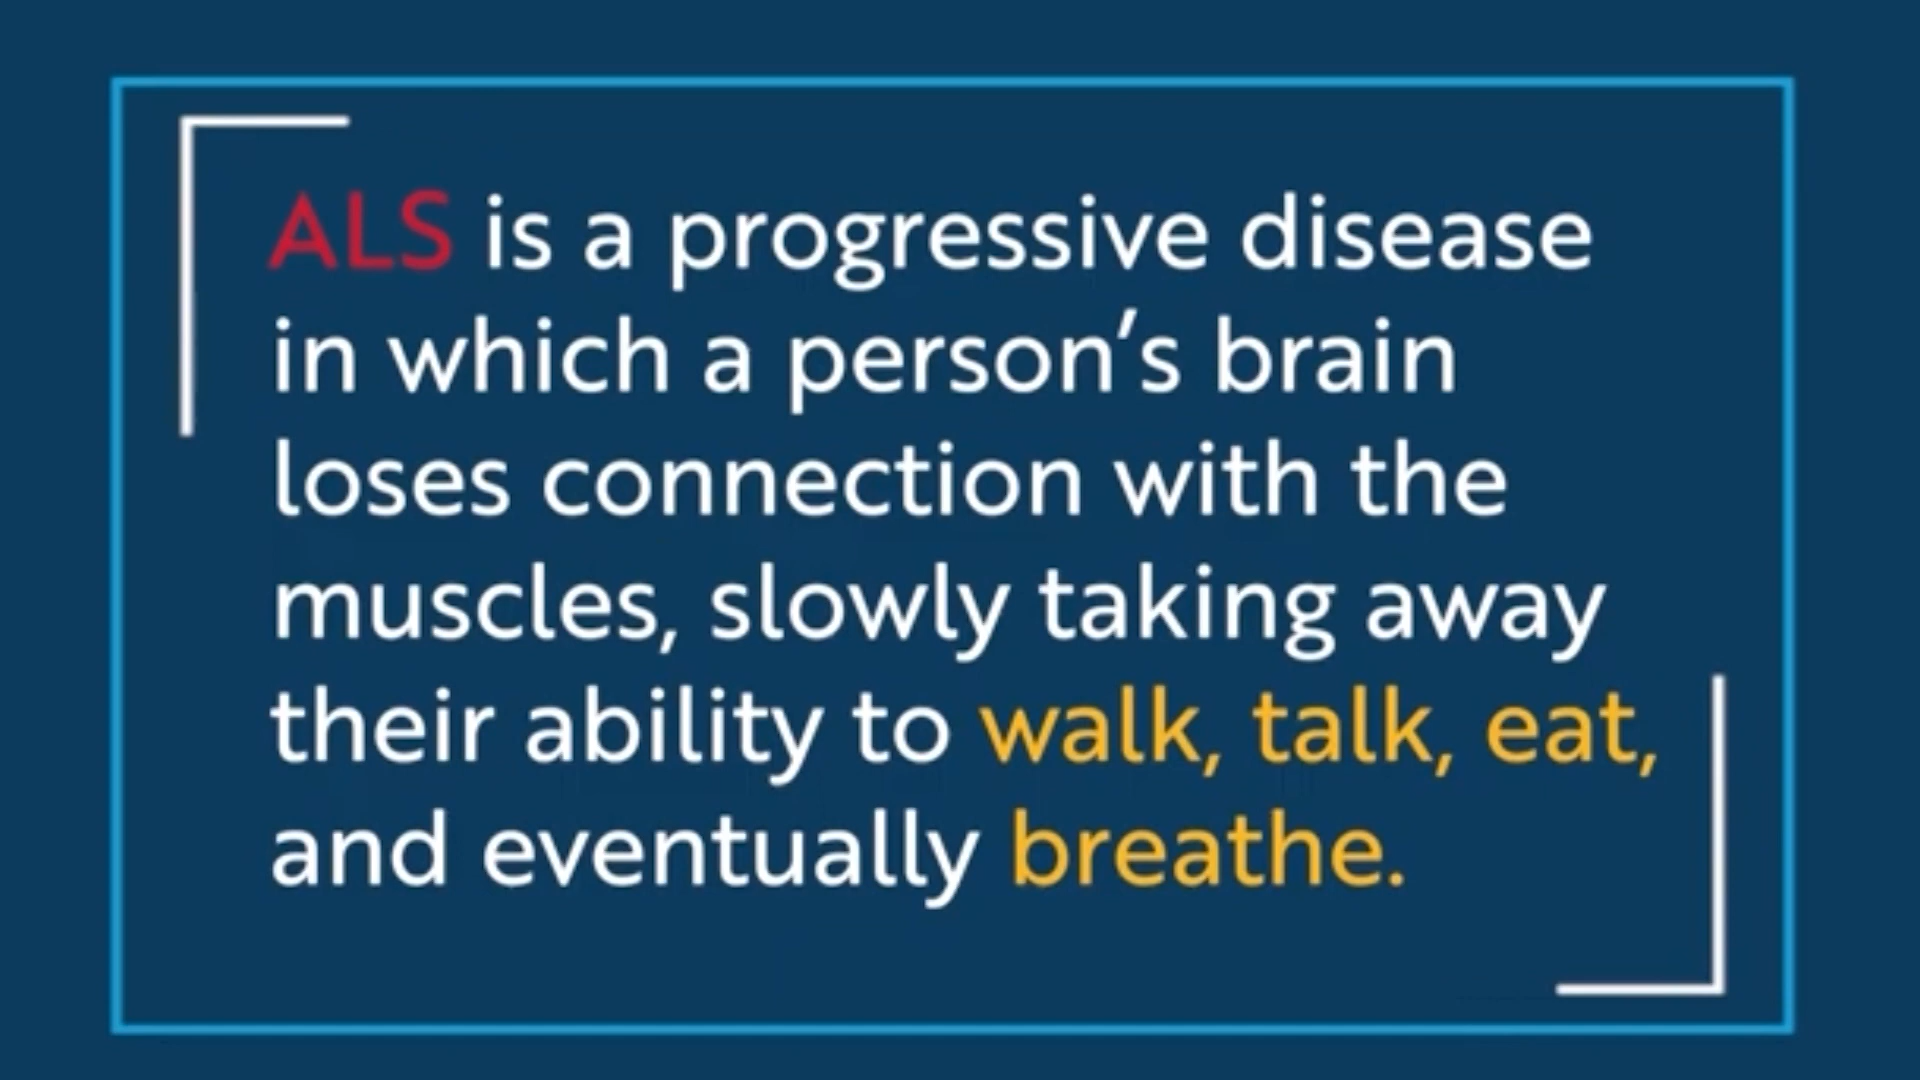 ALS is a progressive disease
in which a person’s brain
loses connection with the
muscles, slowly taking away
their ability to walk, talk, eat,
and eventually breathe.